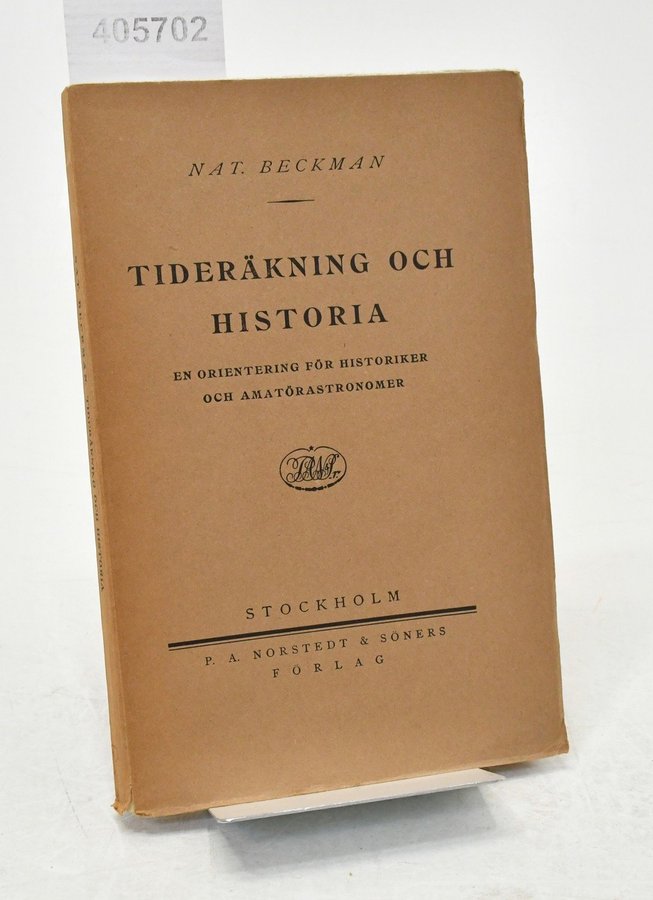 405702
NAT. BECKMAN
TIDERÄKNING OCH
HISTORIA
EN ORIENTERING FÖR HISTORIKER
OCH AMATÖRASTRONOMER
STOCKHOLM
P. A. NORSTEDT & SÖNERS
FÖRLAG